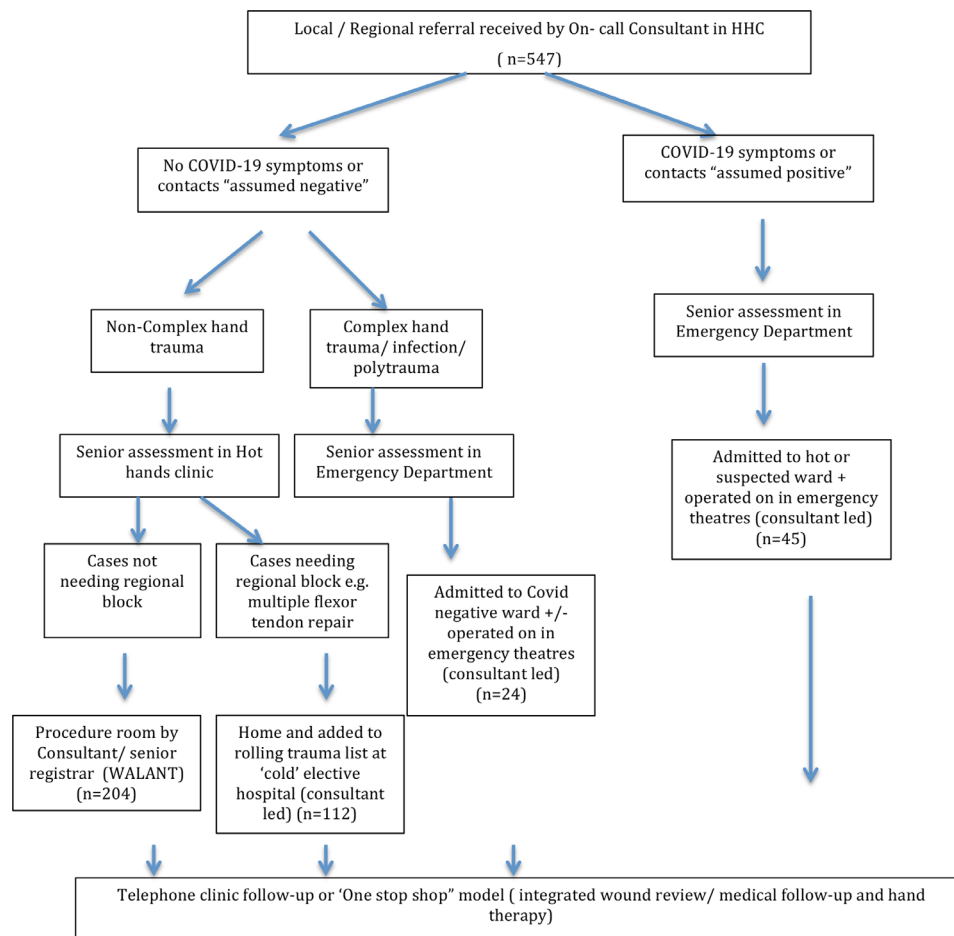 Local / Regional referral received by On- call Consultant in HHC
( n=547)
No COVID-19 symptoms or
contacts “assumed negative”
COVID-19 symptoms or
contacts “assumed positive”
Non-Complex hand
trauma
Complex hand
trauma/ infection/
polytrauma
Senior assessment in
Emergency Department
Senior assessment in Hot
hands clinic
Senior assessment in
Emergency Department
Admitted to hot or
suspected ward +
operated on in emergency
theatres (consultant led)
(n=45)
Cases not
needing regional
block
Cases needing
regional block e.g.
multiple flexor
tendon repair
Admitted to Covid
negative ward +/-
operated on in
emergency theatres
(consultant led)
(n=24)
Procedure room by
Consultant/ senior
registrar (WALANT)
(n=204)
Home and added to
rolling trauma list at
‘cold’ elective
hospital (consultant
led) (n=112)
Telephone clinic follow-up or ‘One stop shop” model ( integrated wound review/ medical follow-up and hand
therapy)